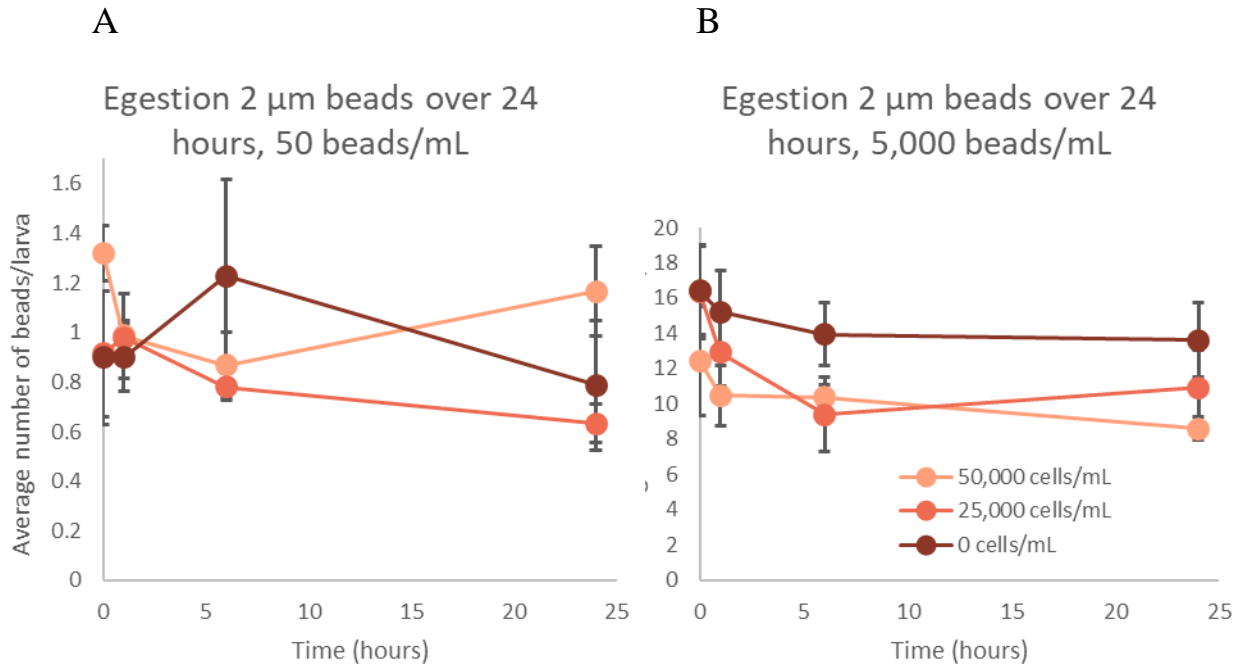 A
Egestion 2 µm beads over 24
hours, 50 beads/mL
Average number of beads/larva
1.6
1.4
1.2
1
0.8
0.6
0.4
0.2
0
0 5 10 15 20 25
Time (hours)
B
Egestion 2 µm beads over 24
hours, 5,000 beads/mL
20
18
16
14
12
10
8
6
4
2
0
50,000 cells/mL
25,000 cells/mL
0 cells/mL
0 5 10 15 20 25
Time (hours)